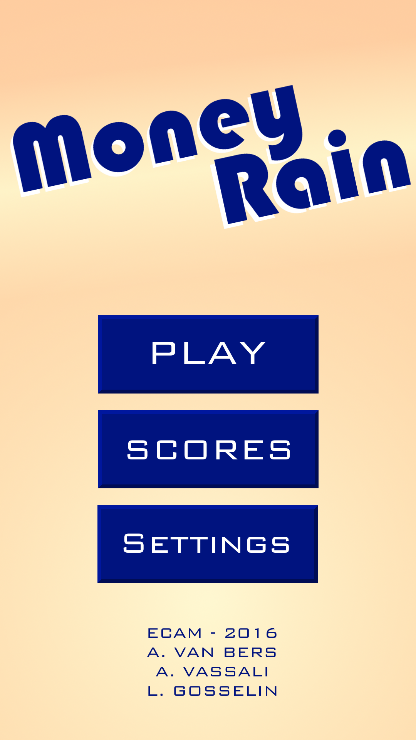 Money
Rain
PLAY
SCORES
SETTINGS
ECAM - 2016
A. VAN BERS
A. VASSALI
L. GOSSELIN